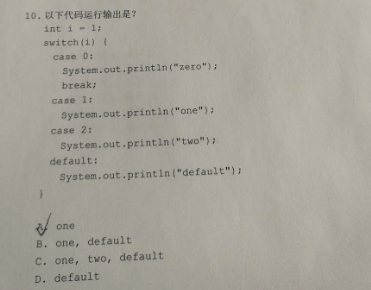 10. 以下代码运行输出是?
int i = 1;
switch(i) {
case 0:
System.out.println("zero");
break;
case 1:
System.out.println("one");
case 2:
System.out.println("two");
default:
System.out.println("default");
}
A. one
B. one, default
C. one, two, default
D. default